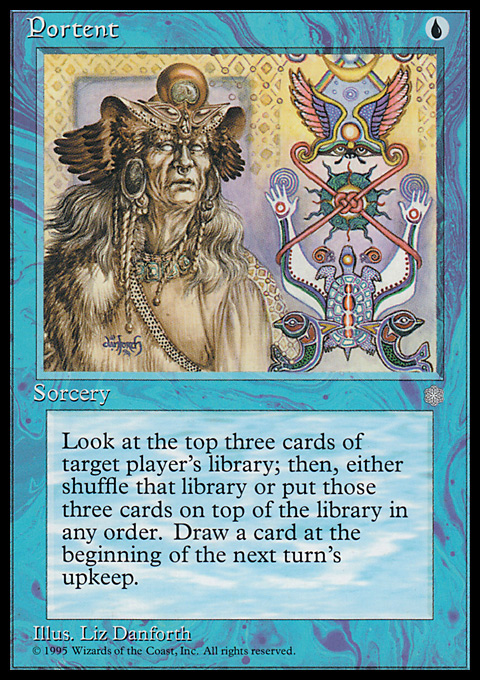 Portent
Danforth
Sorcery
Look at the top three cards of
target player's library; then, either
shuffle that library or put those
three cards on top of the library in
any order. Draw a card at the
beginning of the next turn's
upkeep.
Illus. Liz Danforth
© 1995 Wizards of the Coast, Inc. All rights reserved.